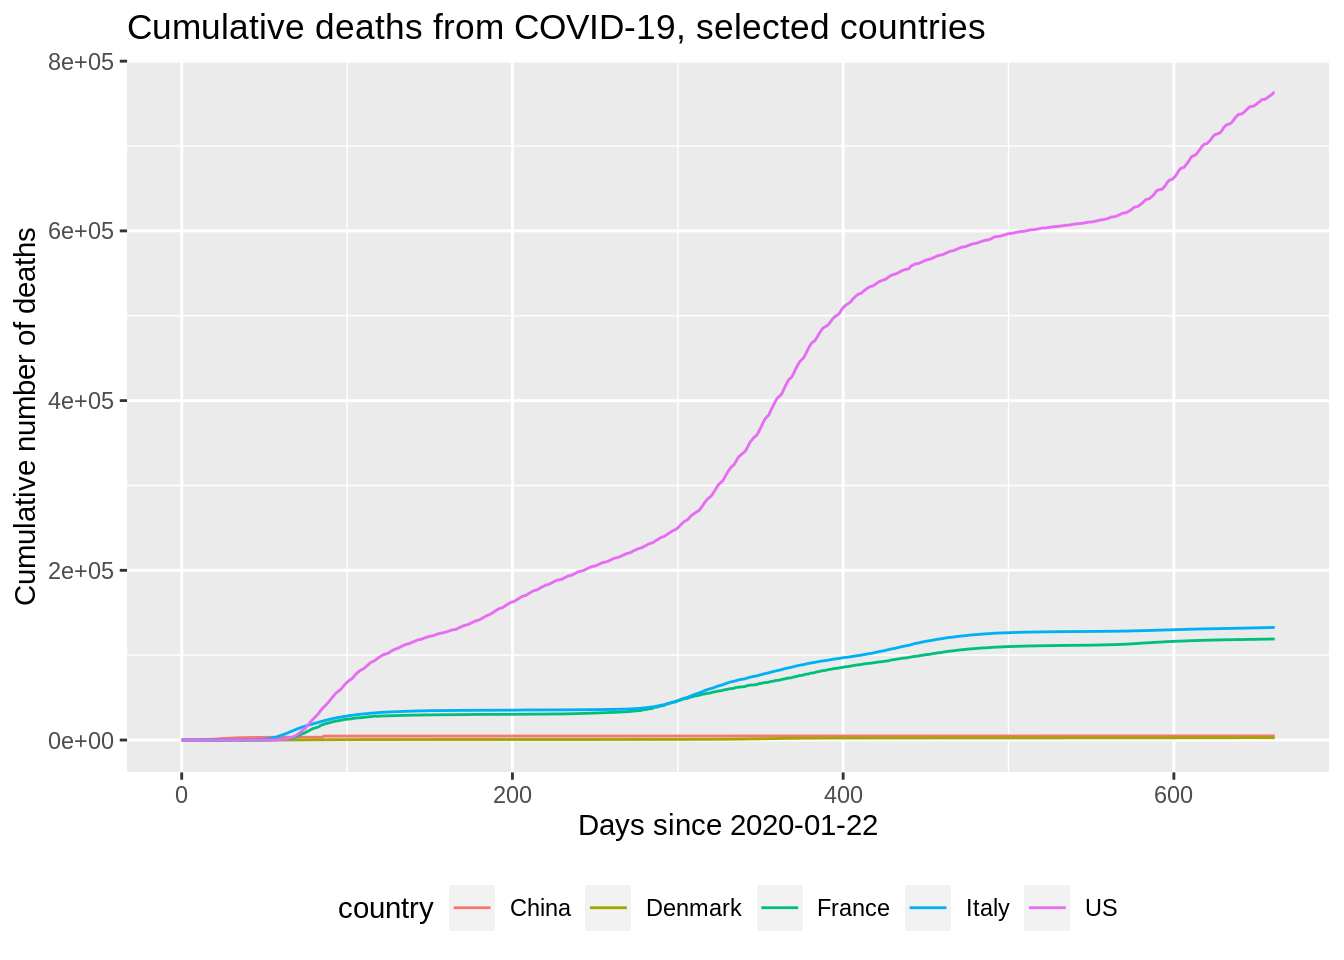 Cumulative deaths from COVID-19, selected countries
Cumulative number of deaths
8e+05
6e+05
4e+05
2e+05
0e+00
0 200 400 600
Days since 2020-01-22
country China Denmark France Italy US